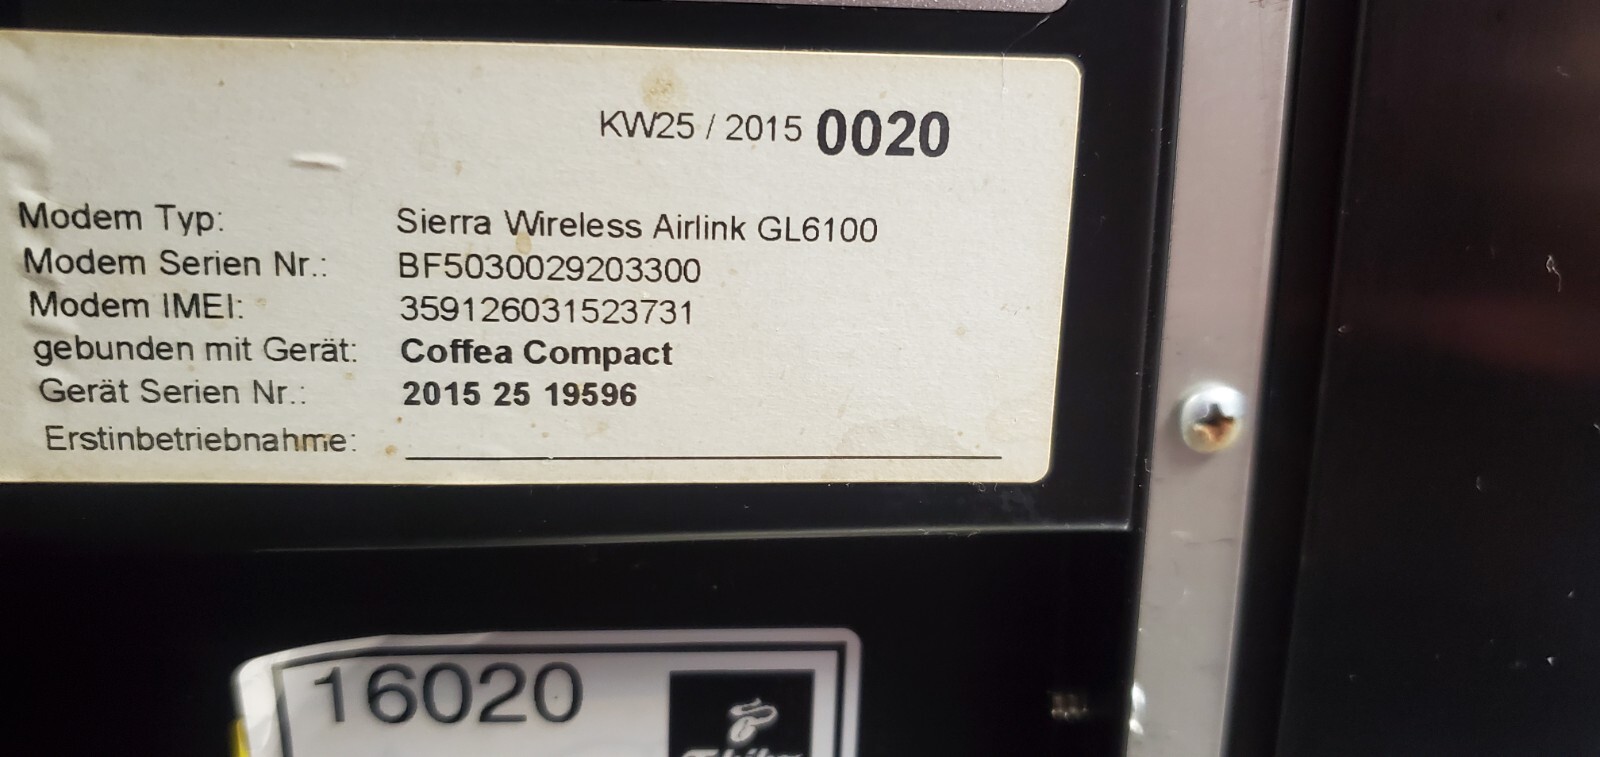 KW25 / 2015 0020
Modem Typ: Sierra Wireless Airlink GL6100
Modem Serien Nr.: BF5030029203300
Modem IMEI: 359126031523731
gebunden mit Gerät: Coffea Compact
Gerät Serien Nr.: 2015 25 19596
Erstinbetriebnahme:
16020